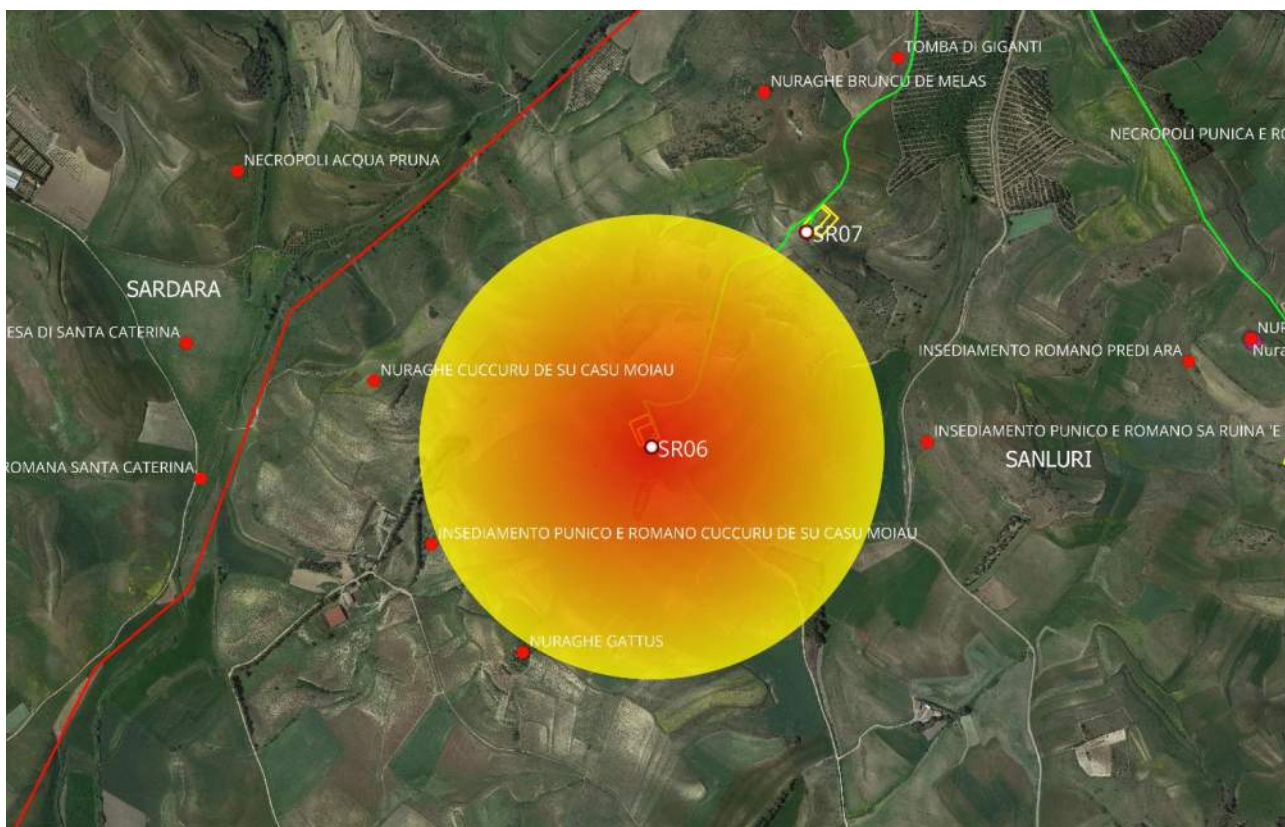 TOMBA DI GIGANTI
NURAGHE BRUNCU DE MELAS
NECROPOLI PUNICA E RO
NECROPOLI ACQUA PRUNA
SR07
SARDARA
ESA DI SANTA CATERINA
NUR
Nura
INSEDIAMENTO ROMANO PREDI ARA
NURAGHE CUCCURU DE SU CASU MOIAU
INSEDIAMENTO PUNICO E ROMANO SA RUINA 'E
SR06
SANLURI
ROMANA SANTA CATERINA
INSEDIAMENTO PUNICO E ROMANO CUCCURU DE SU CASU MOIAU
NURAGHE GATTUS